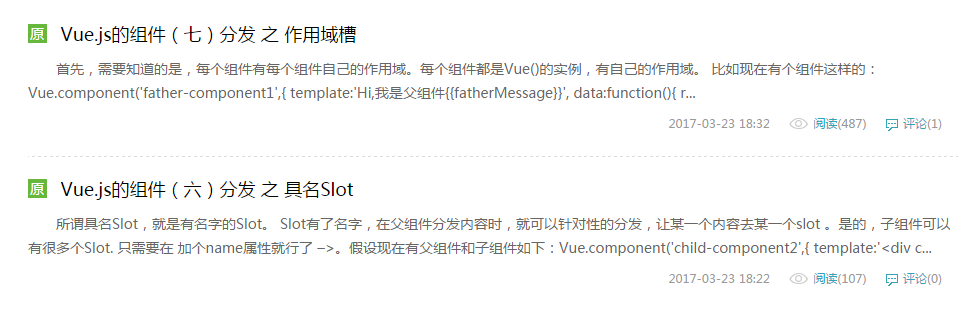 原 Vue.js的组件（七）分发 之 作用域槽
首先，需要知道的是，每个组件有每个组件自己的作用域。每个组件都是Vue()的实例，有自己的作用域。 比如现在有个组件这样的：
Vue.component('father-component1',{ template:'Hi,我是父组件{{fatherMessage}}', data:function(){ r...
2017-03-23 18:32 阅读(487) 评论(1)
原 Vue.js的组件（六）分发 之 具名Slot
所谓具名Slot，就是有名字的Slot。 Slot有了名字，在父组件分发内容时，就可以针对性的分发，让某一个内容去某一个slot 。是的，子组件可以
有很多个Slot. 只需要在 加个name属性就行了 –>。假设现在有父组件和子组件如下：Vue.component('child-component2',{ template:'<div c...
2017-03-23 18:22 阅读(107) 评论(0)